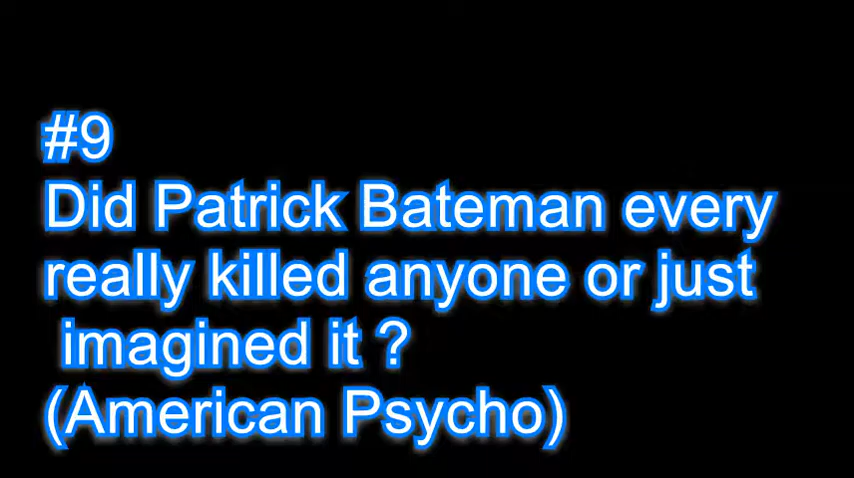 #9
Did Patrick Bateman every
really killed anyone or just
imagined it ?
(American Psycho)